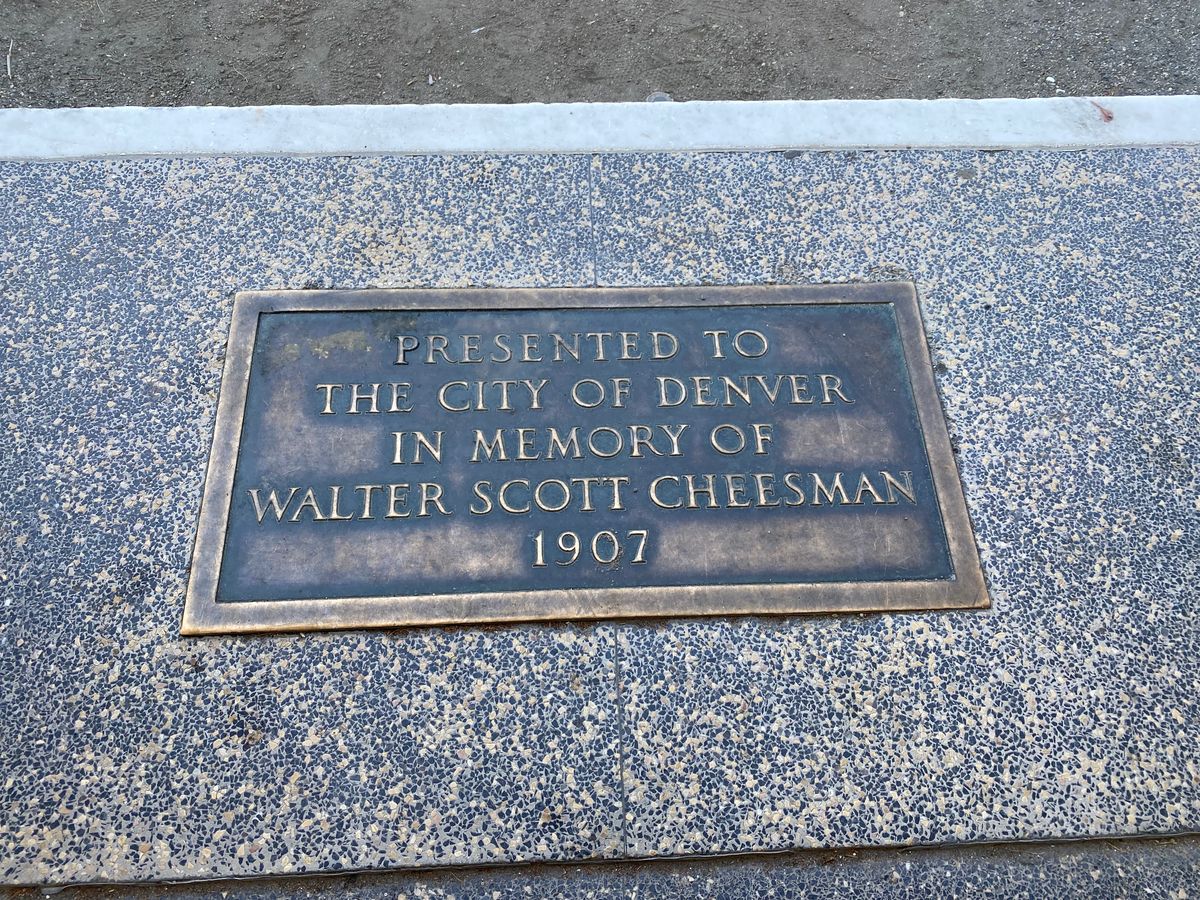 PRESENTED TO
THE CITY OF DENVER
IN MEMORY OF
WALTER SCOTT CHEESMAN
1907